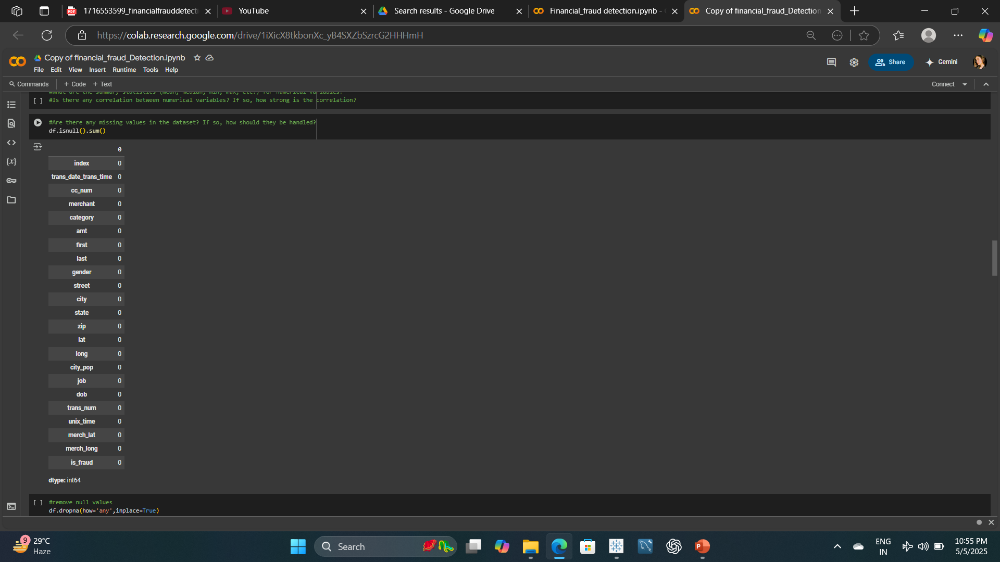 1716553599_financialfrauddetecti
YouTube
Search results - Google Drive
Financial_fraud detection.ipynb -
Copy of financial_fraud_Detection
https://colab.research.google.com/drive/1iXicX8tkbonXc_yB4SXZbSzrcG2HHHmH
Copy of financial_fraud_Detection.ipynb
File Edit View Insert Runtime Tools Help
Share
Gemini
Commands + Code + Text
Connect
#What are the summary statistics (mean, median, min, max, etc.) for numerical variables?
[ ] #Is there any correlation between numerical variables? If so, how strong is the correlation?
#Are there any missing values in the dataset? If so, how should they be handled?
df.isnull().sum()
0
index 0
trans_date_trans_time 0
cc_num 0
merchant 0
category 0
amt 0
first 0
last 0
gender 0
street 0
city 0
state 0
zip 0
lat 0
long 0
city_pop 0
job 0
dob 0
trans_num 0
unix_time 0
merch_lat 0
merch_long 0
is_fraud 0
dtype: int64
[ ] #remove null values
df.dropna(how='any',inplace=True)
9
29°C
Haze
Search
ENG
IN
10:55 PM
5/5/2025